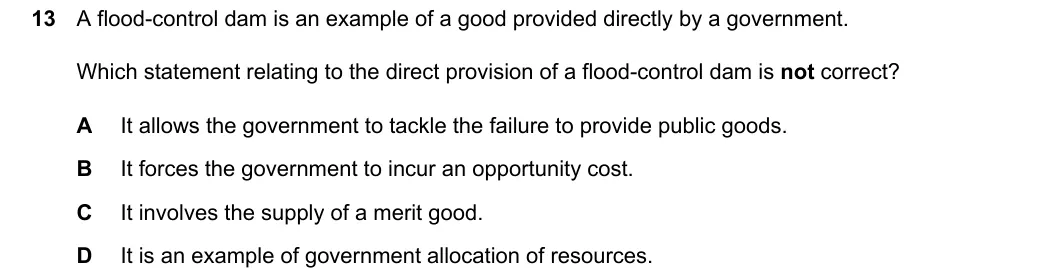 13 A flood-control dam is an example of a good provided directly by a government.
Which statement relating to the direct provision of a flood-control dam is not correct?
A It allows the government to tackle the failure to provide public goods.
B It forces the government to incur an opportunity cost.
C It involves the supply of a merit good.
D It is an example of government allocation of resources.